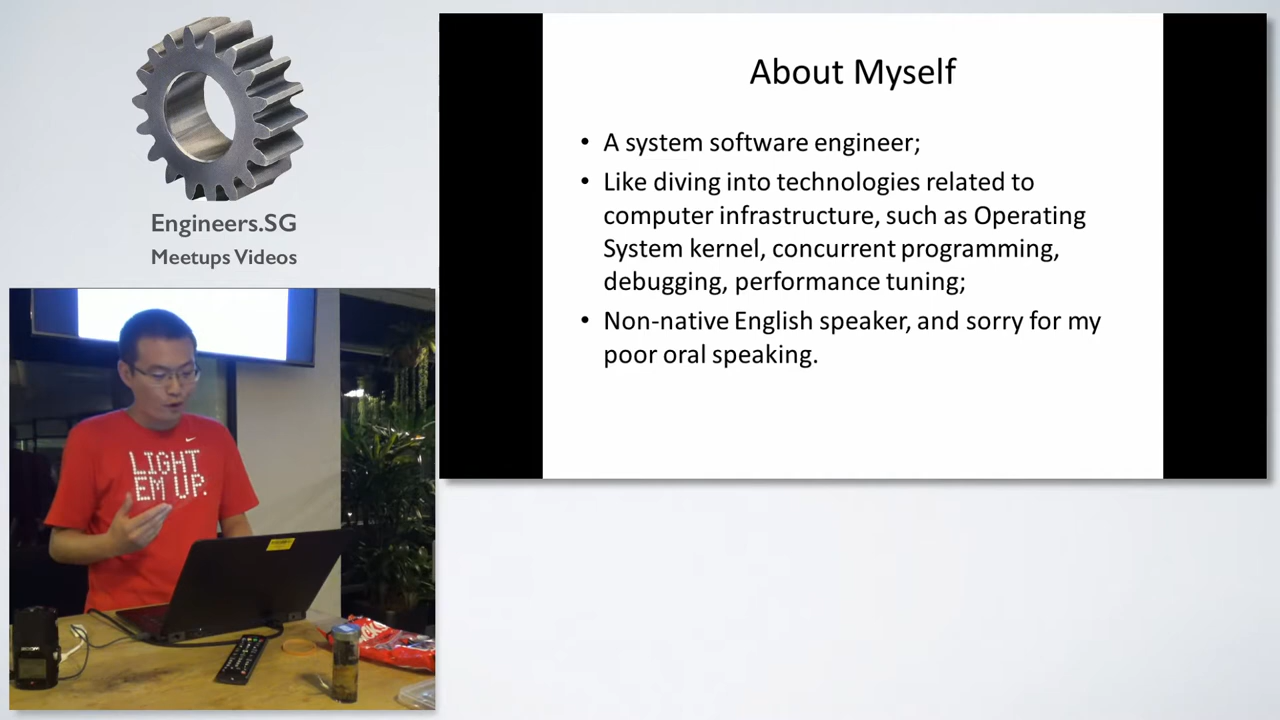 Engineers.SG
Meetups Videos
About Myself
• A system software engineer;
• Like diving into technologies related to
computer infrastructure, such as Operating
System kernel, concurrent programming,
debugging, performance tuning;
• Non-native English speaker, and sorry for my
poor oral speaking.
LIGHT
EM UP.